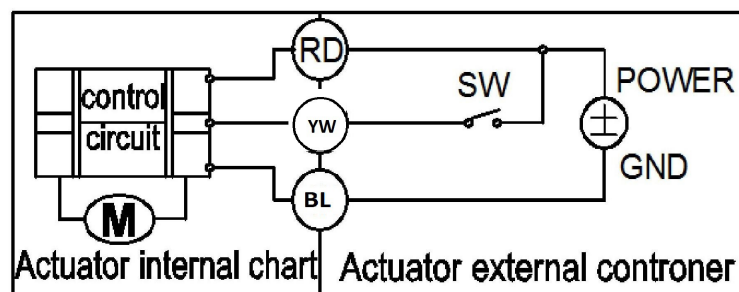 RD
SW
POWER
control
YW
circuit
GND
BL
M
Actuator internal chart
Actuator external controner